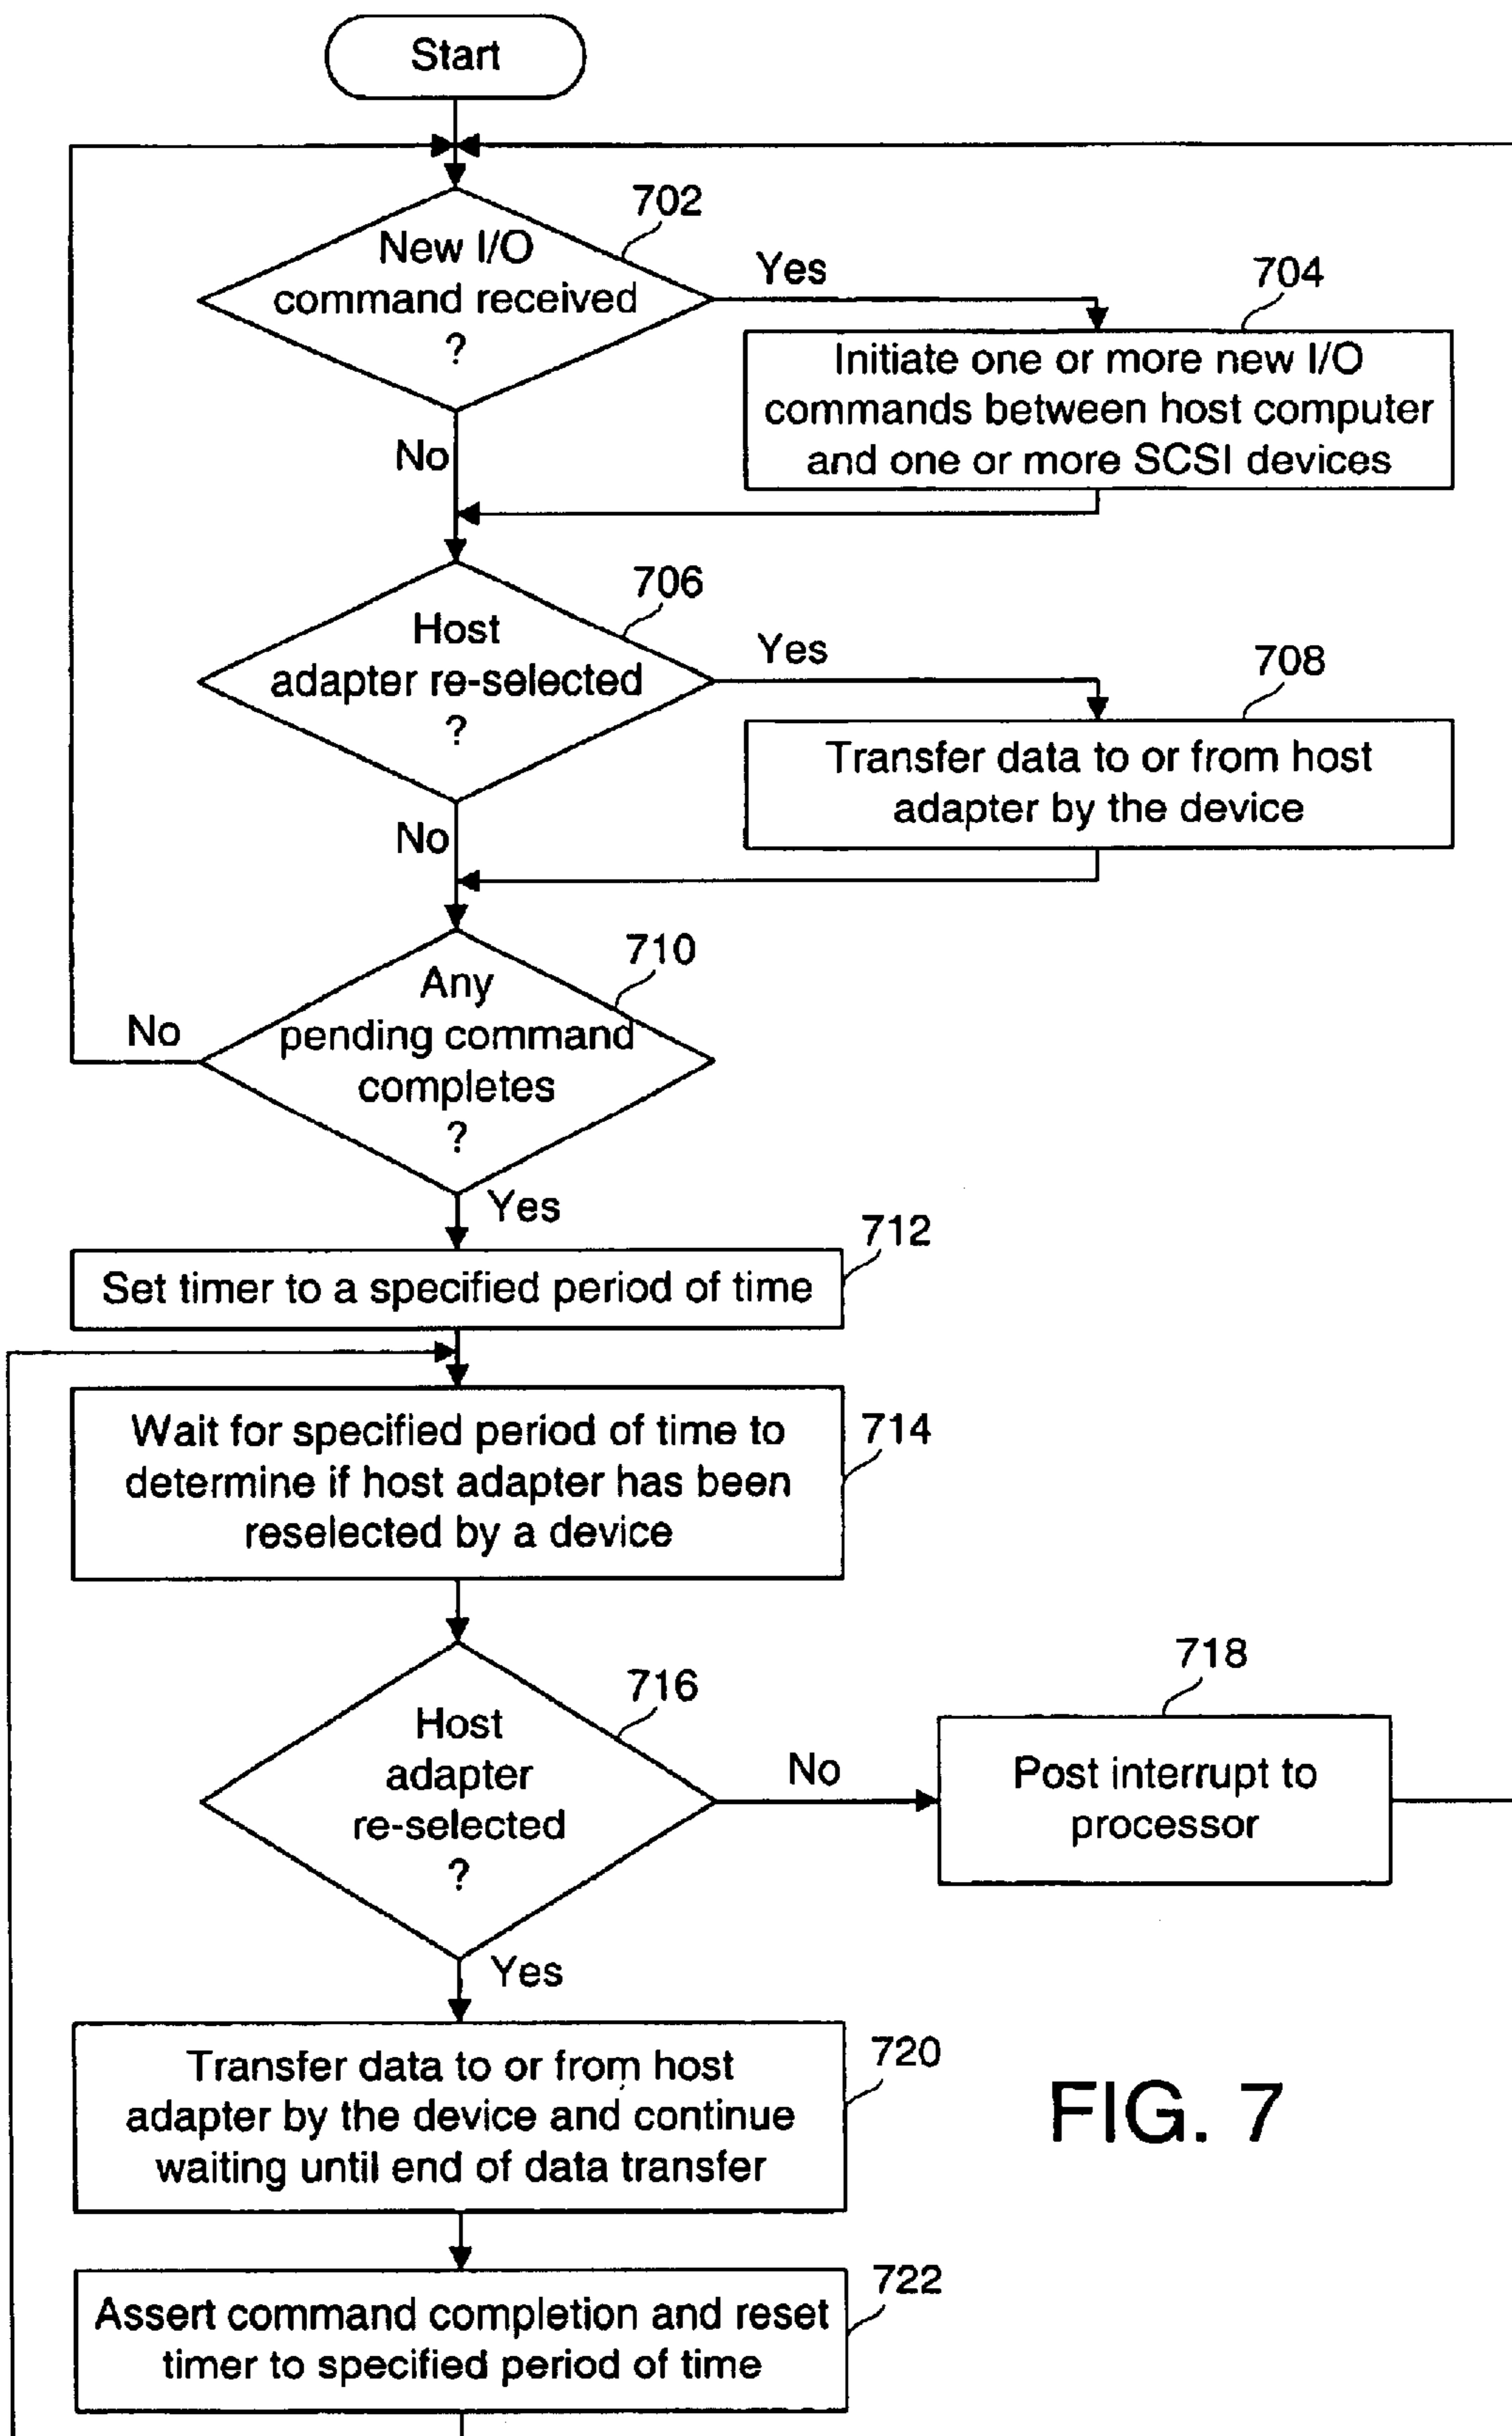 Start
702
New I/O
command received
?
Yes
704
Initiate one or more new I/O
commands between host computer
and one or more SCSI devices
No
706
Host
adapter re-selected
?
Yes
708
Transfer data to or from host
adapter by the device
No
710
Any
pending command
completes
?
No
Yes
712
Set timer to a specified period of time
714
Wait for specified period of time to
determine if host adapter has been
reselected by a device
716
Host
adapter
re-selected
?
No
718
Post interrupt to
processor
Yes
720
Transfer data to or from host
adapter by the device and continue
waiting until end of data transfer
FIG. 7
722
Assert command completion and reset
timer to specified period of time